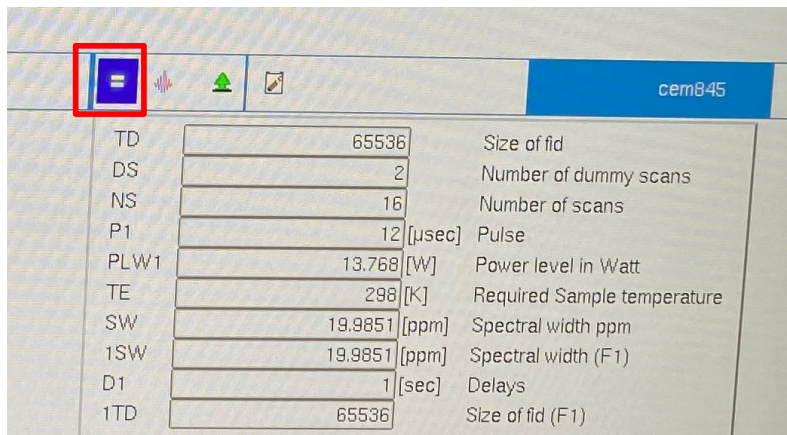 cem845
TD 65536 Size of fid
DS 2 Number of dummy scans
NS 16 Number of scans
P1 12 [µsec] Pulse
PLW1 13.768 [W] Power level in Watt
TE 298 [K] Required Sample temperature
SW 19.9851 [ppm] Spectral width ppm
1SW 19.9851 [ppm] Spectral width (F1)
D1 1 [sec] Delays
1TD 65536 Size of fid (F1)